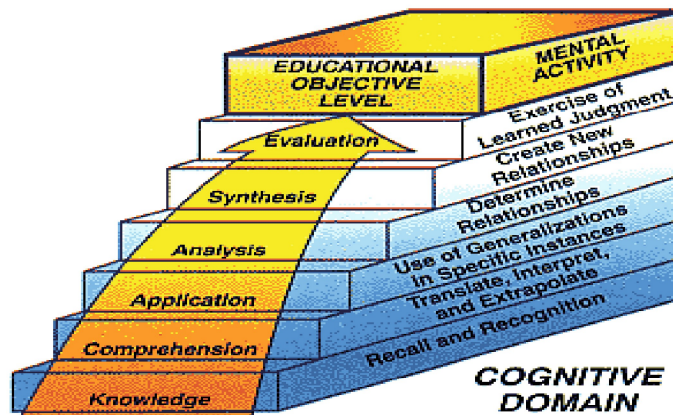 EDUCATIONAL
OBJECTIVE
LEVEL
MENTAL
ACTIVITY
Evaluation
Exercise of
Learned Judgment
Synthesis
Create New
Relationships
Analysis
Determine
Relationships
Application
Use of Generalizations
in Specific Instances
Comprehension
Translate, Interpret,
and Extrapolate
Knowledge
Recall and Recognition
COGNITIVE
DOMAIN